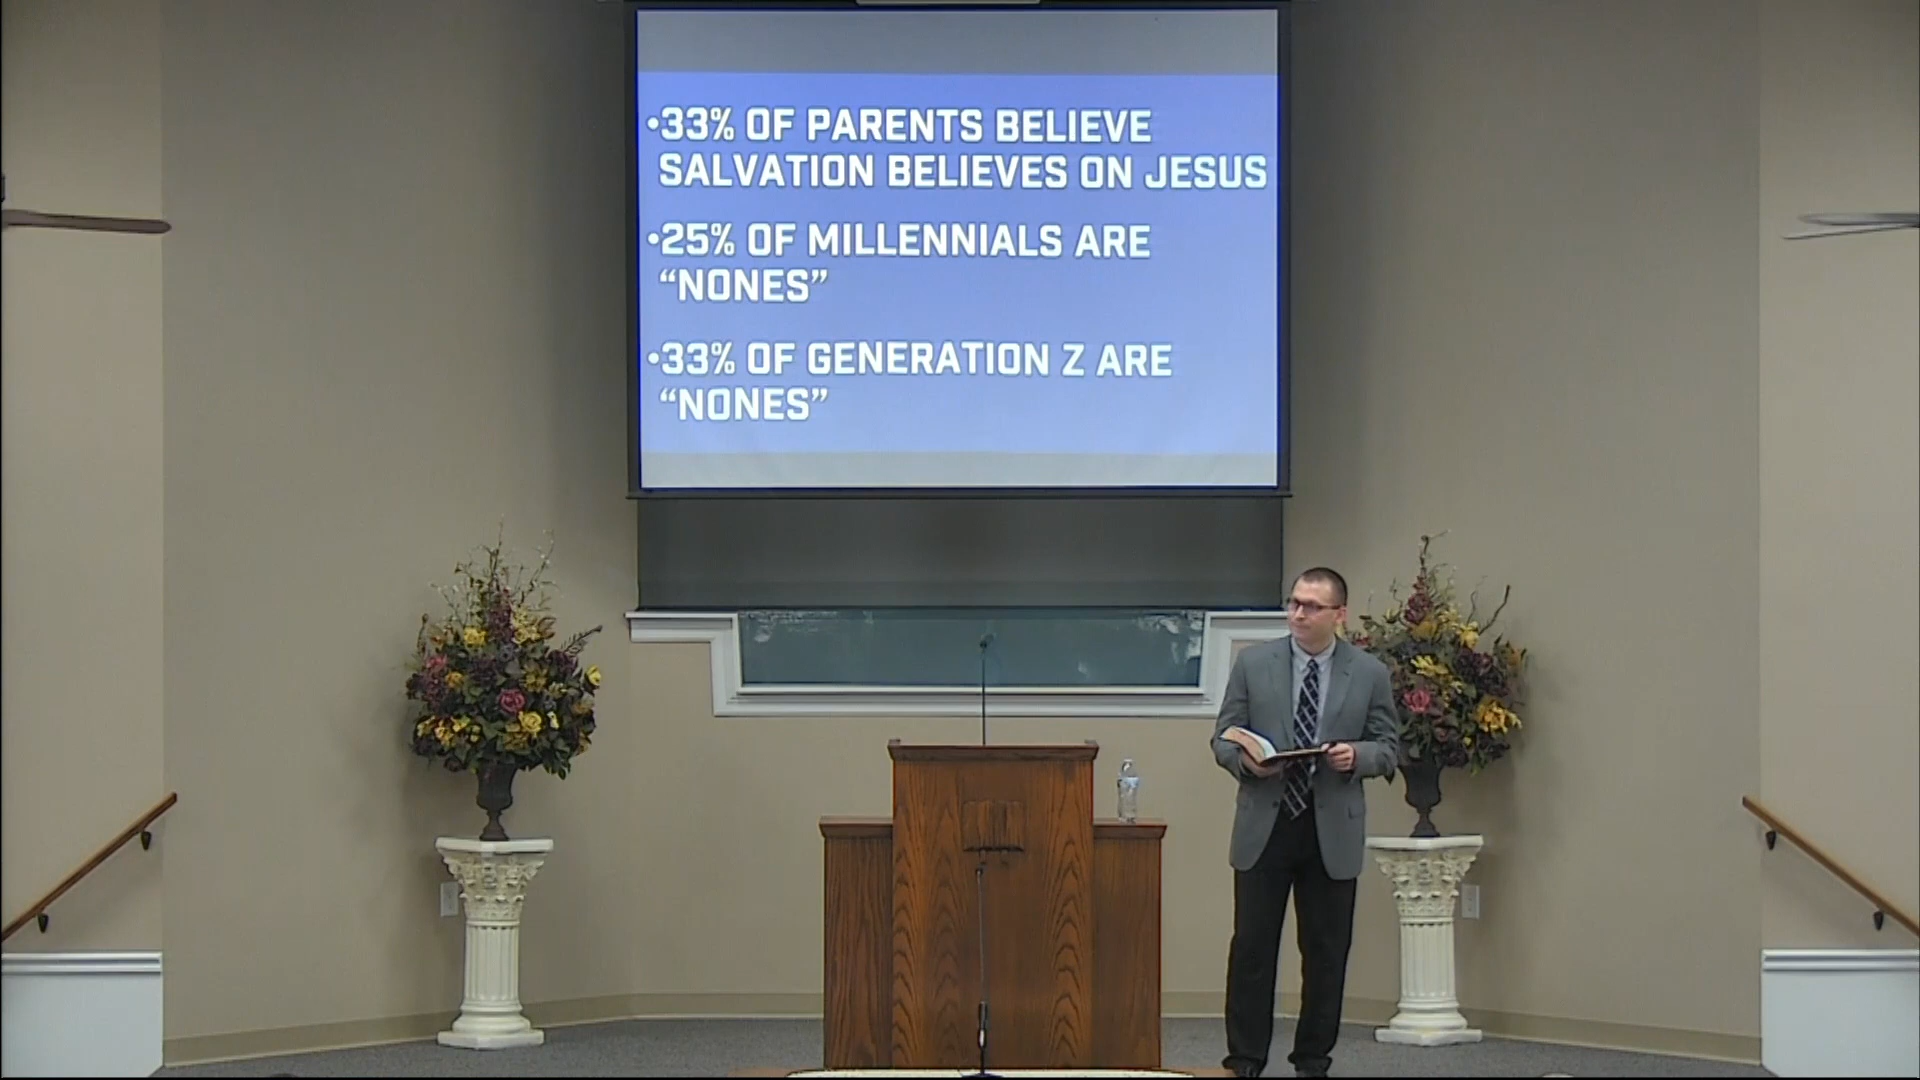 •33% OF PARENTS BELIEVE
SALVATION BELIEVES ON JESUS
•25% OF MILLENNIALS ARE
“NONES”
•33% OF GENERATION Z ARE
“NONES”